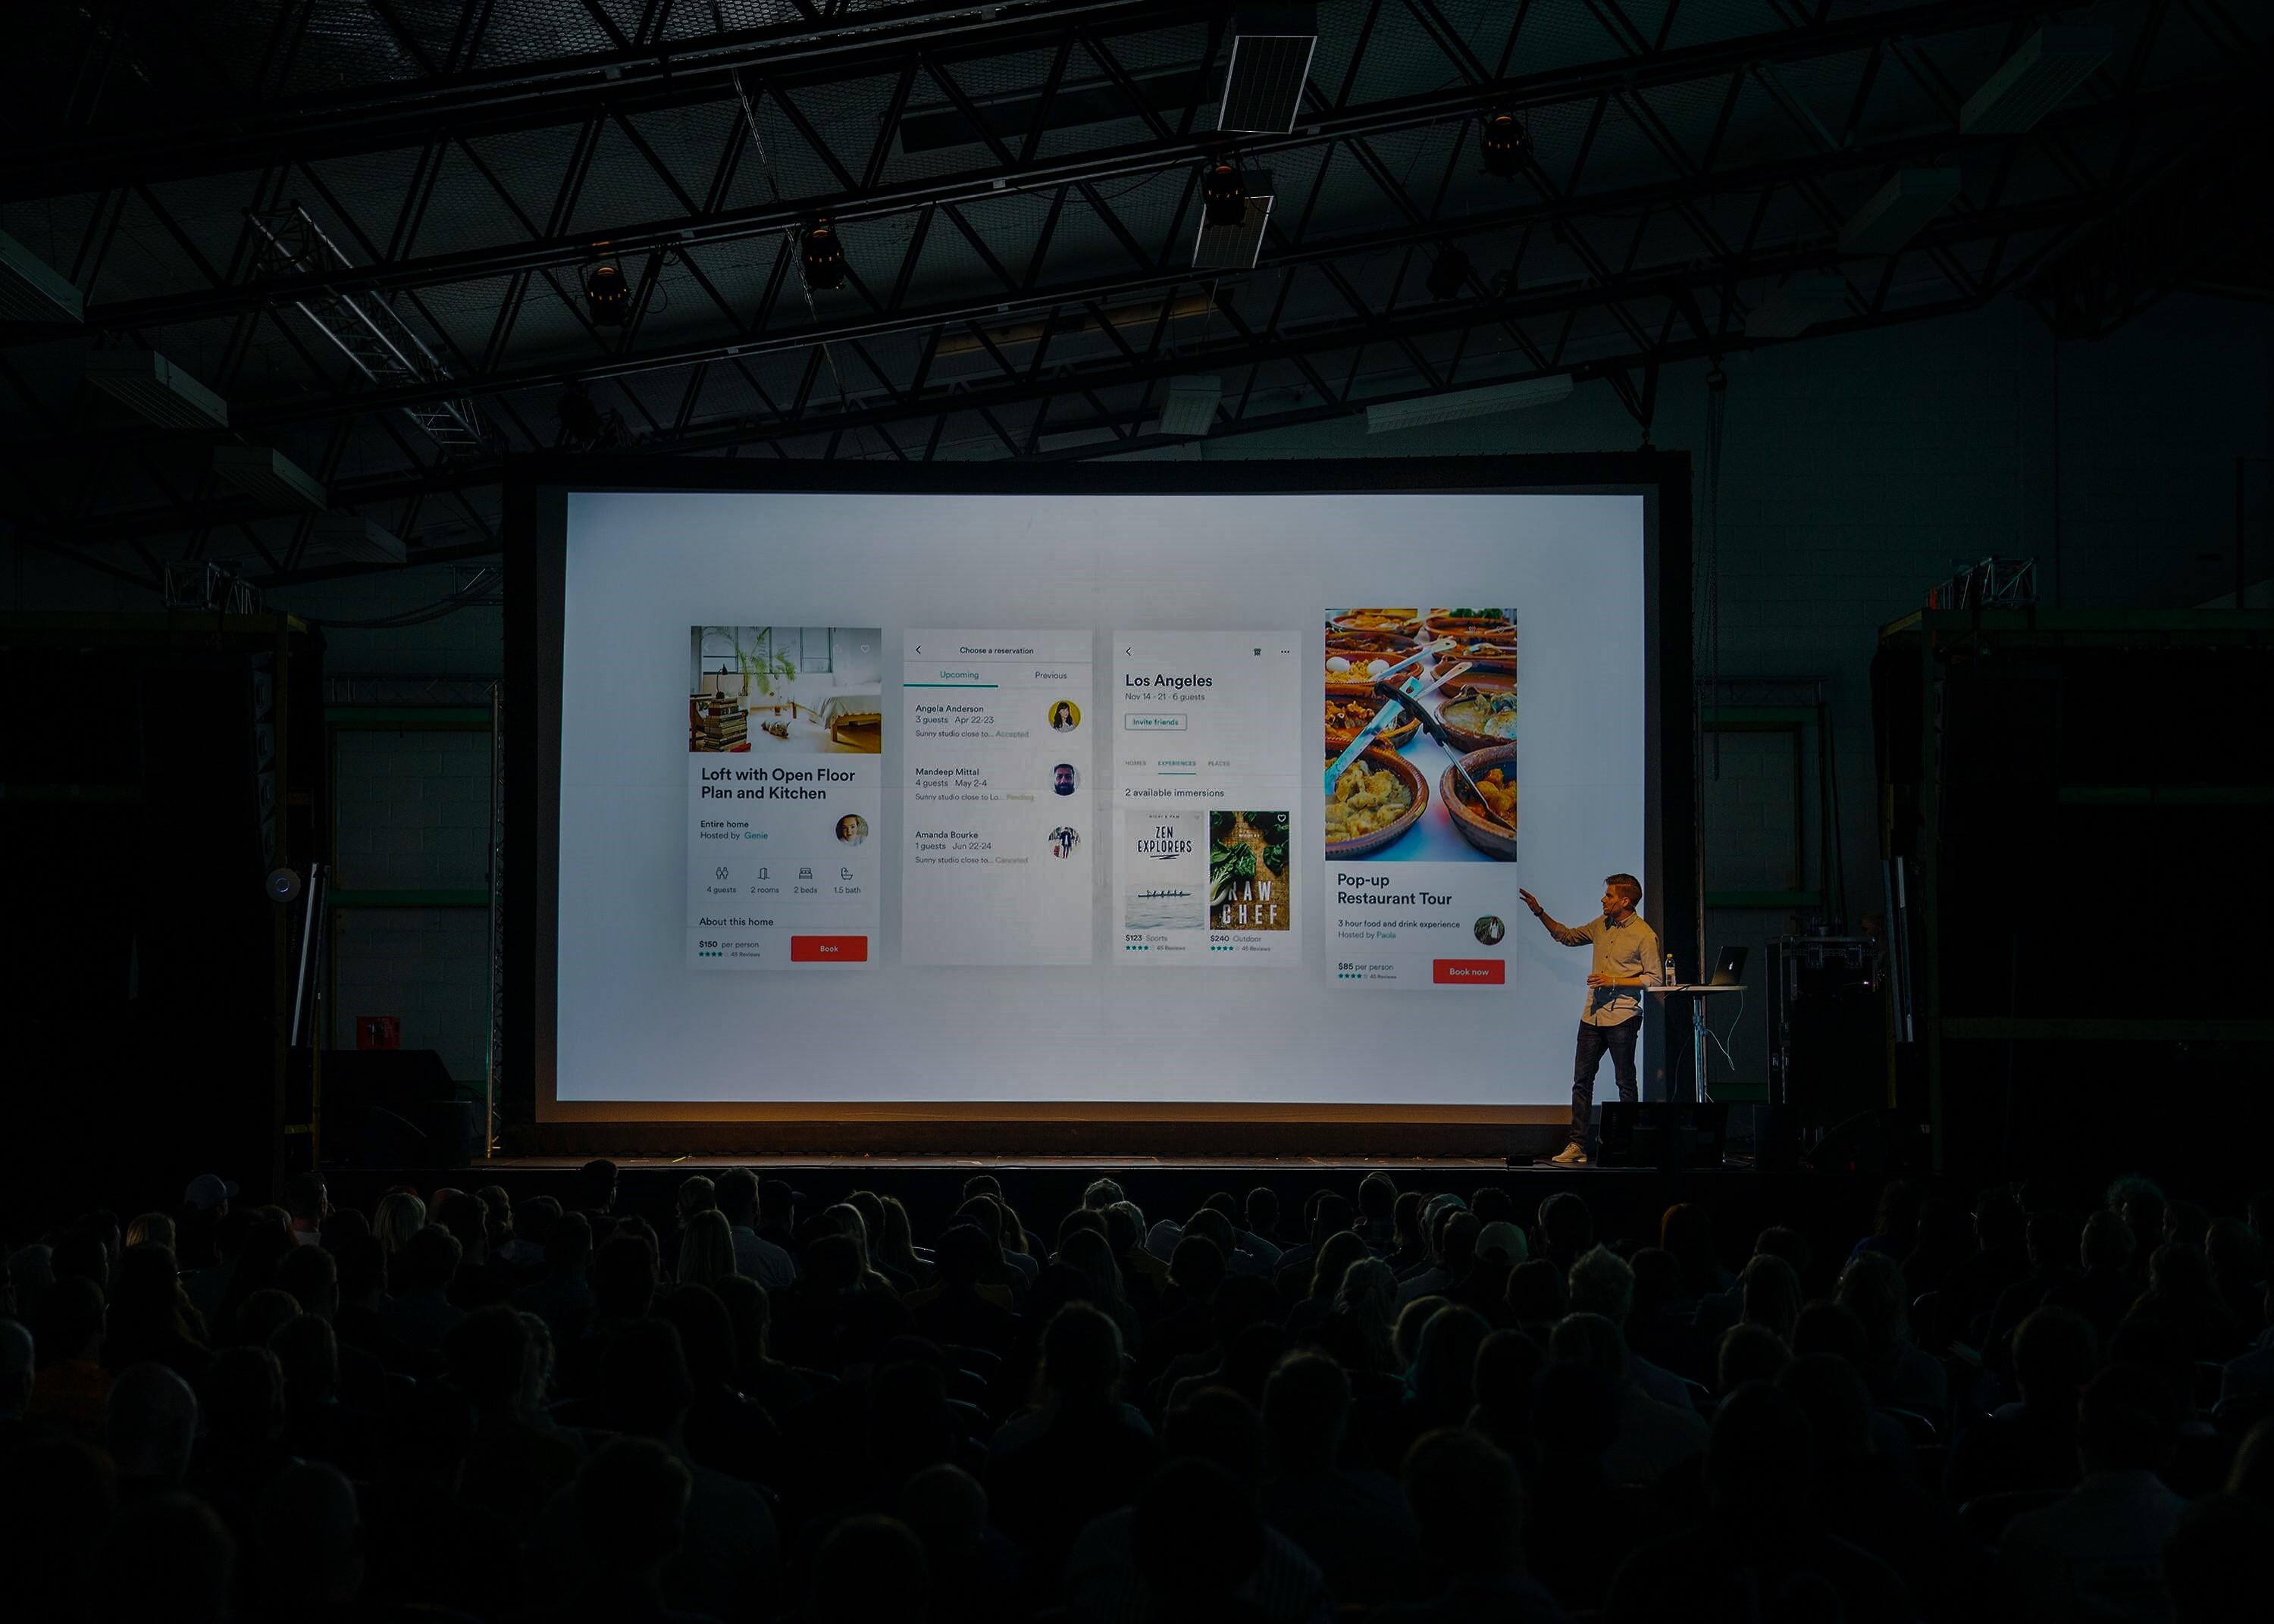 Loft with Open Floor
Plan and Kitchen
Entire home
Hosted by Genie
4 guests 2 rooms 2 beds 1.5 bath
About this home
$150 per person
45 Reviews
Book
Choose a reservation
Upcoming Previous
Angela Anderson
3 guests Apr 22-23
Sunny studio close to... Accepted
Mandeep Mittal
4 guests May 2-4
Sunny studio close to Lo... Pending
Amanda Bourke
1 guests Jun 22-24
Sunny studio close to... Canceled
Los Angeles
Nov 14 - 21 · 6 guests
Invite friends
HOMES EXPERIENCES PLACES
2 available immersions
ZEN
EXPLORERS
$123 Sports
45 Reviews
RAW
CHEF
$240 Outdoor
45 Reviews
Pop-up
Restaurant Tour
3 hour food and drink experience
Hosted by Paola
$85 per person
45 Reviews
Book now